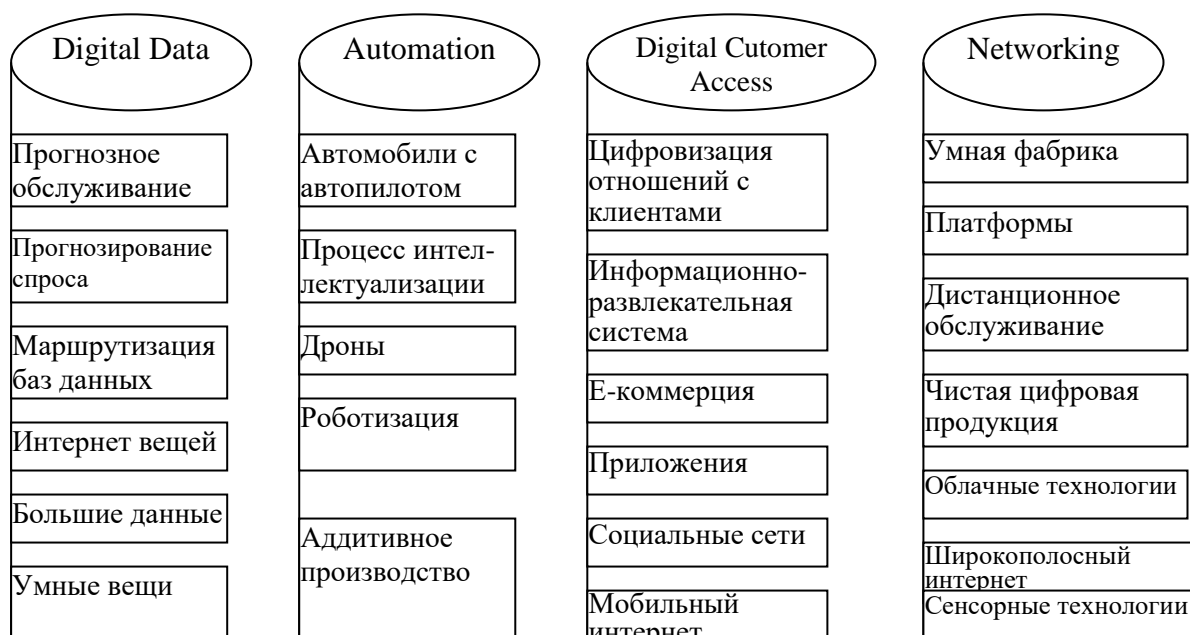 Digital Data
Прогнозное
обслуживание
Прогнозирование
спроса
Маршрутизация
баз данных
Интернет вещей
Большие данные
Умные вещи
Automation
Автомобили с
автопилотом
Процесс интел-
лектуализации
Дроны
Роботизация
Аддитивное
производство
Digital Cutomer
Access
Цифровизация
отношений с
клиентами
Информационно-
развлекательная
система
Е-коммерция
Приложения
Социальные сети
Мобильный
интернет
Networking
Умная фабрика
Платформы
Дистанционное
обслуживание
Чистая цифровая
продукция
Облачные технологии
Широкополосный
интернет
Сенсорные технологии